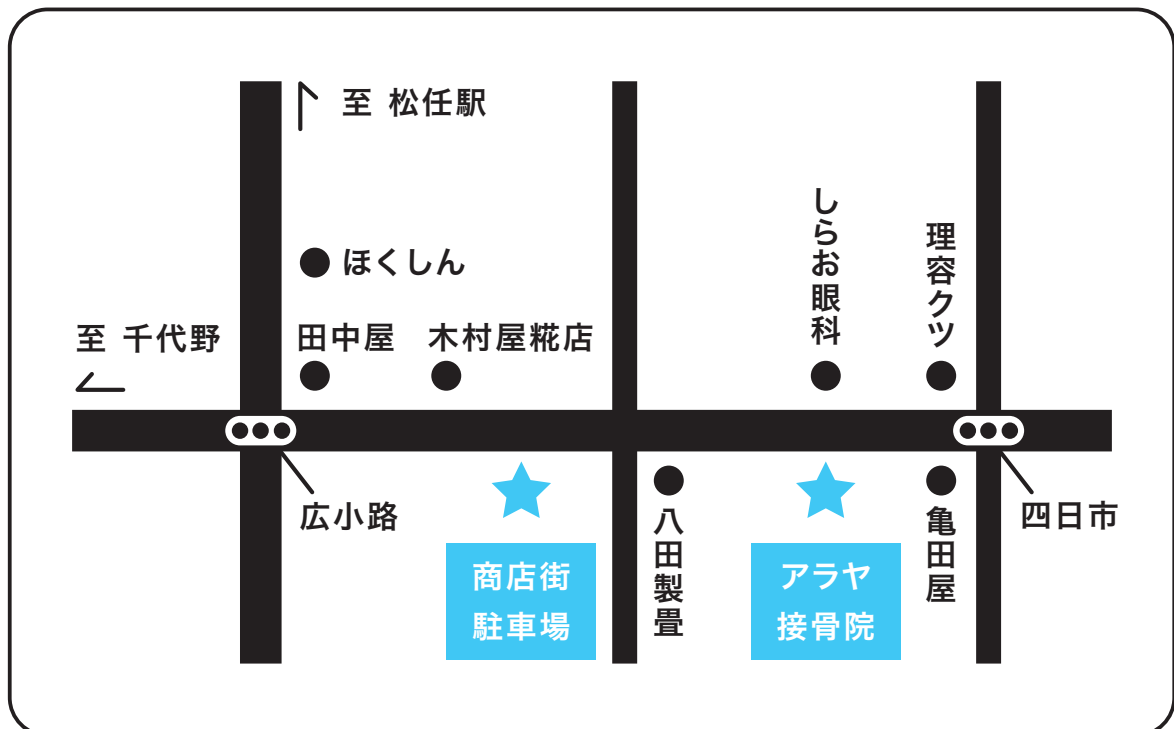 至 松任駅
しらお眼科
理容クツ
ほくしん
至 千代野
田中屋
木村屋糀店
広小路
八田製畳
亀田屋
四日市
商店街
駐車場
アラヤ
接骨院